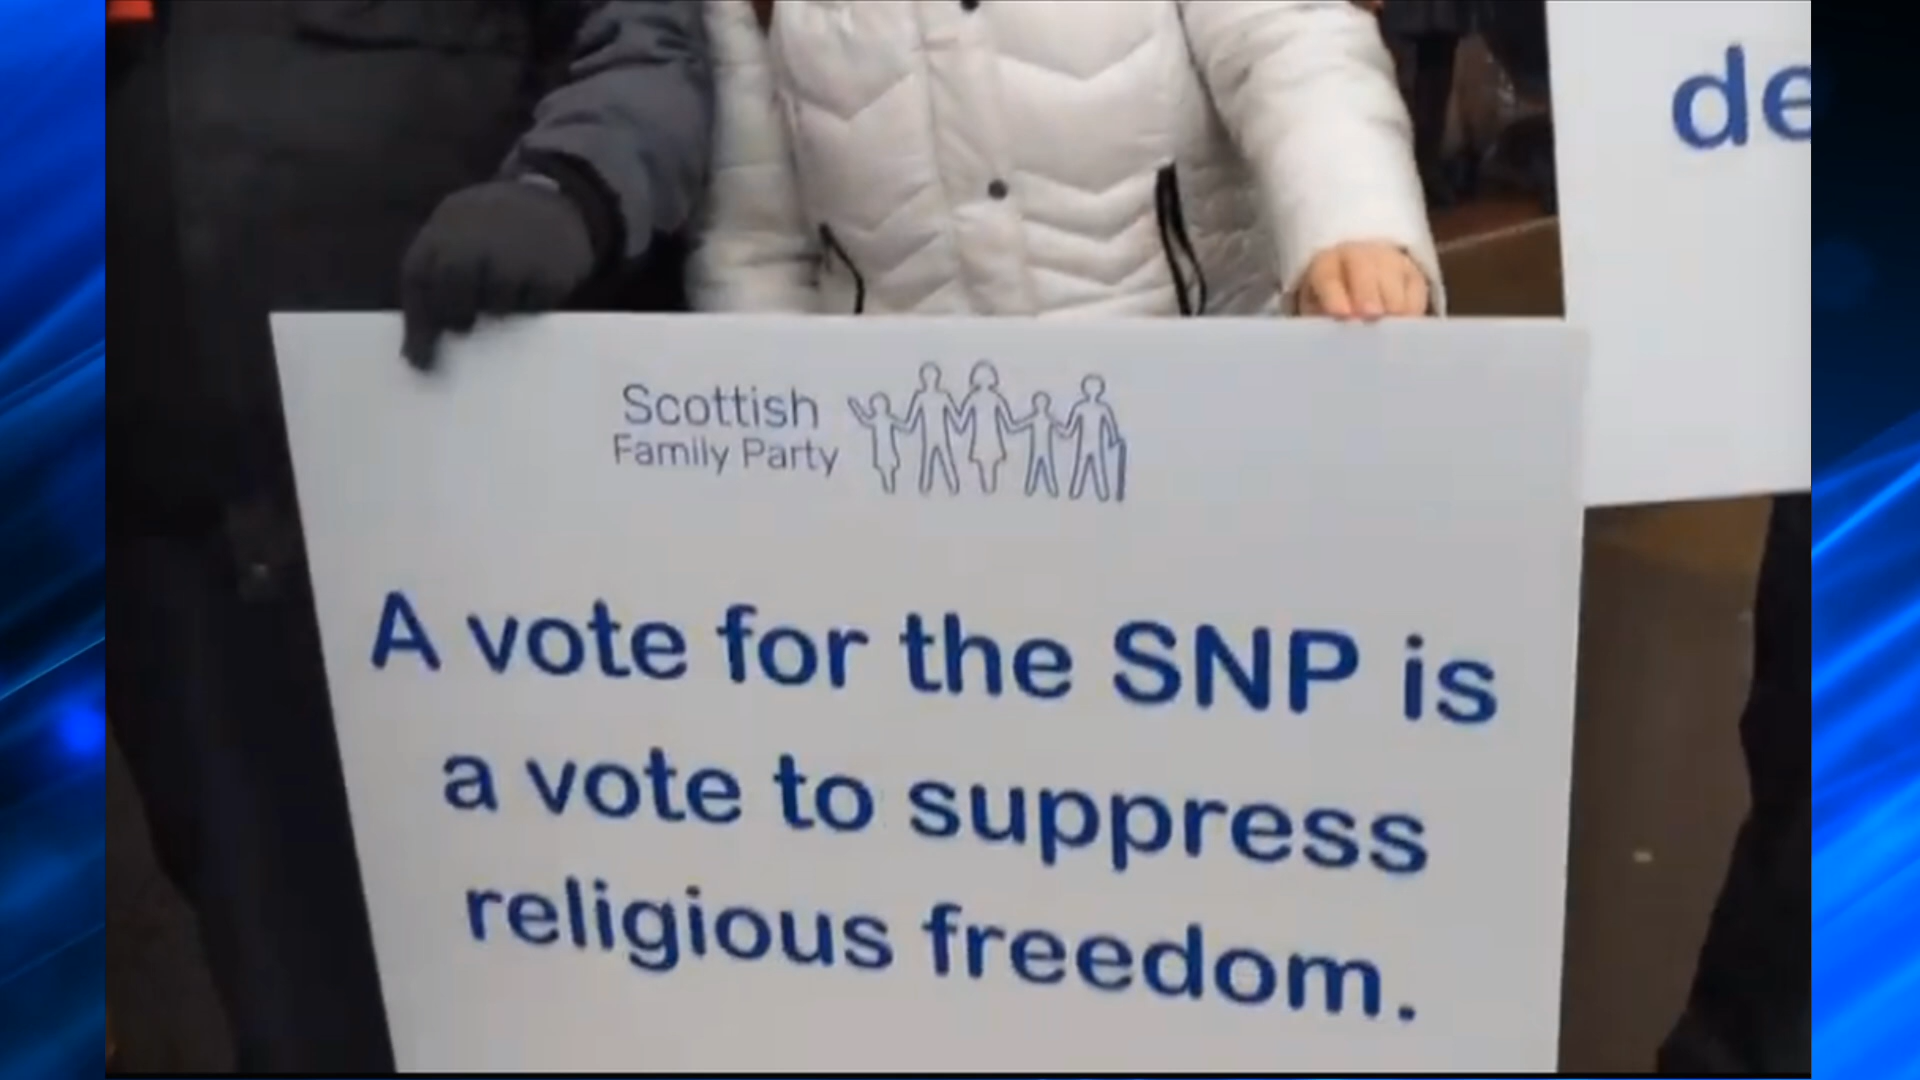 de
Scottish
Family Party
A vote for the SNP is
a vote to suppress
religious freedom.